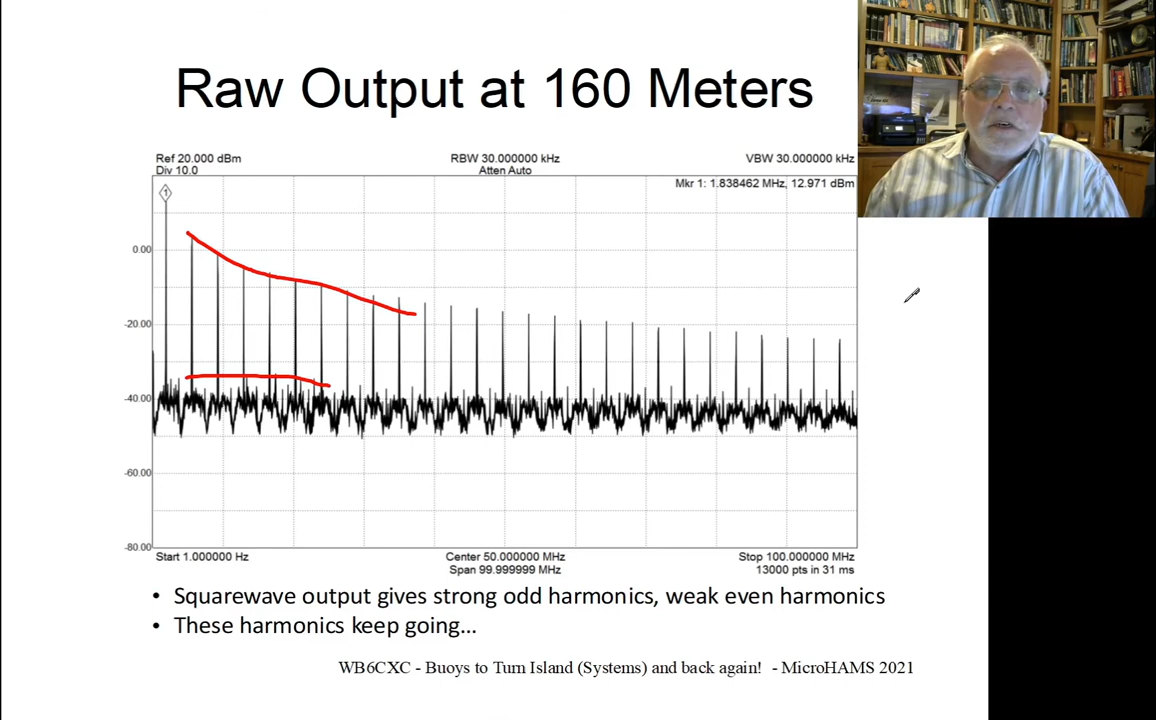 Raw Output at 160 Meters
Ref 20.000 dBm RBW 30.000000 kHz VBW 30.000000 kHz
Div 10.0 Atten Auto
Mkr 1: 1.838462 MHz, 12.971 dBm
1
0.00
-20.00
-40.00
-60.00
-80.00
Start 1.000000 Hz Center 50.000000 MHz Stop 100.000000 MHz
Span 99.999999 MHz 13000 pts in 31 ms
• Squarewave output gives strong odd harmonics, weak even harmonics
• These harmonics keep going...
WB6CXC - Buoys to Turn Island (Systems) and back again! - MicroHAMS 2021